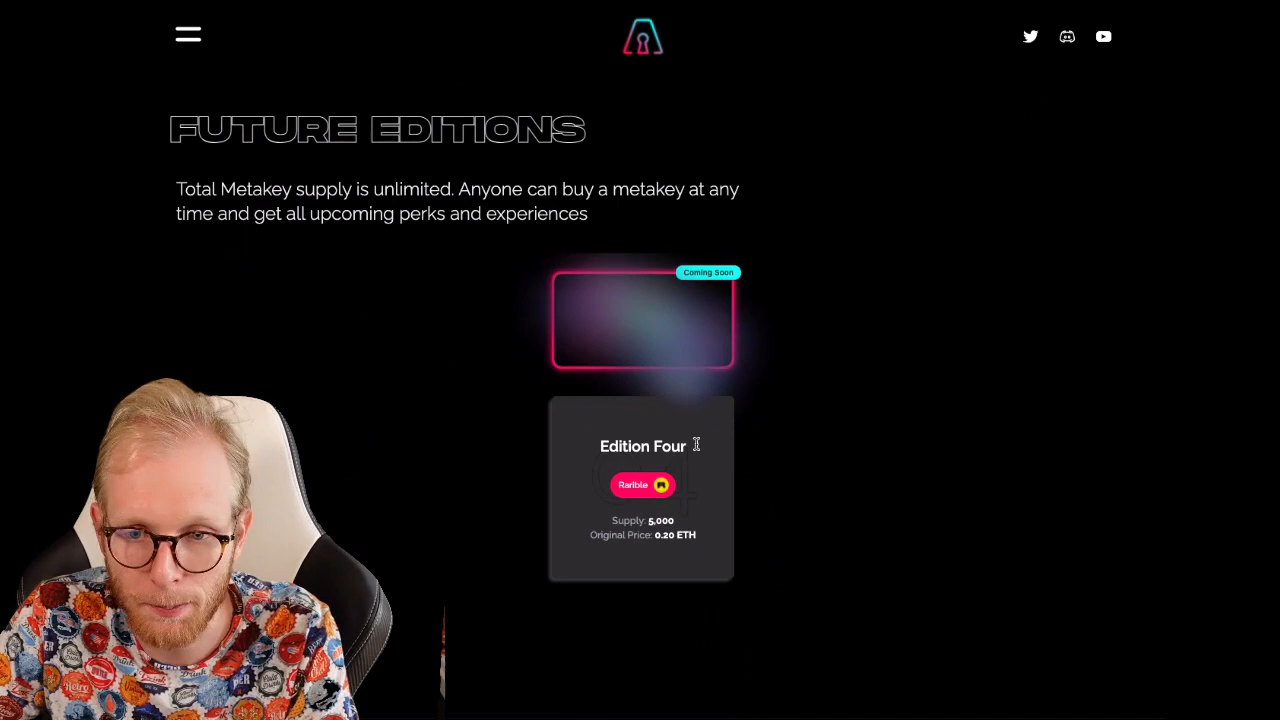 FUTURE EDITIONS
Total Metakey supply is unlimited. Anyone can buy a metakey at any
time and get all upcoming perks and experiences
Coming Soon
Edition Four
04
Rarible
Supply: 5,000
Original Price: 0.20 ETH